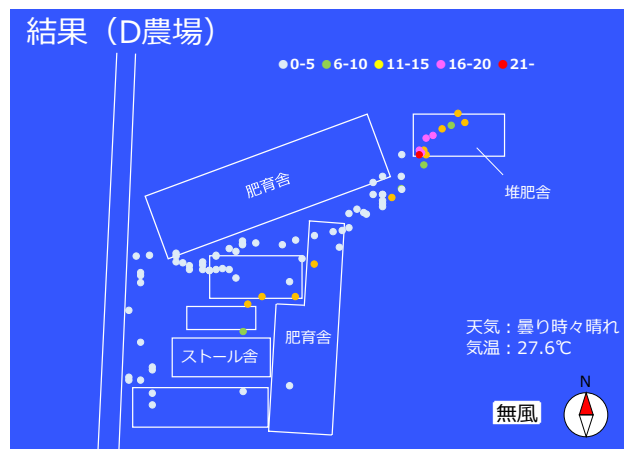 結果（D農場）
0-5 6-10 11-15 16-20 21-
肥育舎
堆肥舎
肥育舎
ストール舎
天気：曇り時々晴れ
気温：27.6℃
無風
N